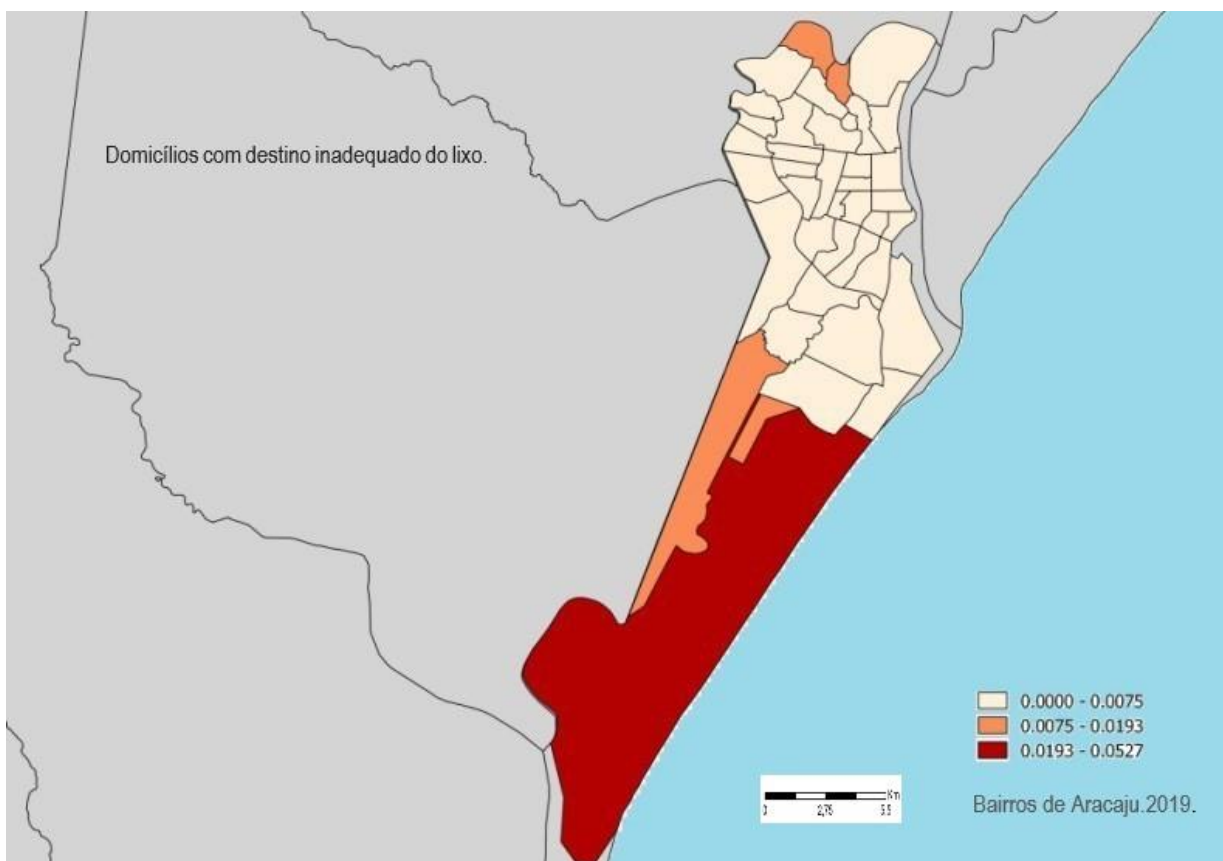 Domicílios com destino inadequado do lixo.
0.0000 - 0.0075
0.0075 - 0.0193
0.0193 - 0.0527
Km
0 2,75 5,5
Bairros de Aracaju.2019.